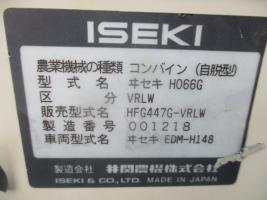 ISEKI
農業機械の種類 コンバイン（自脱型）
型式名 ヰセキ HO66G
区分 VRLW
販売型式名 HFG447G-VRLW
製造番号 001218
車両型式名 ヰセキ EDM-H148
製造会社 井関農機株式会社
ISEKI & CO.,LTD. MADE IN JAPAN